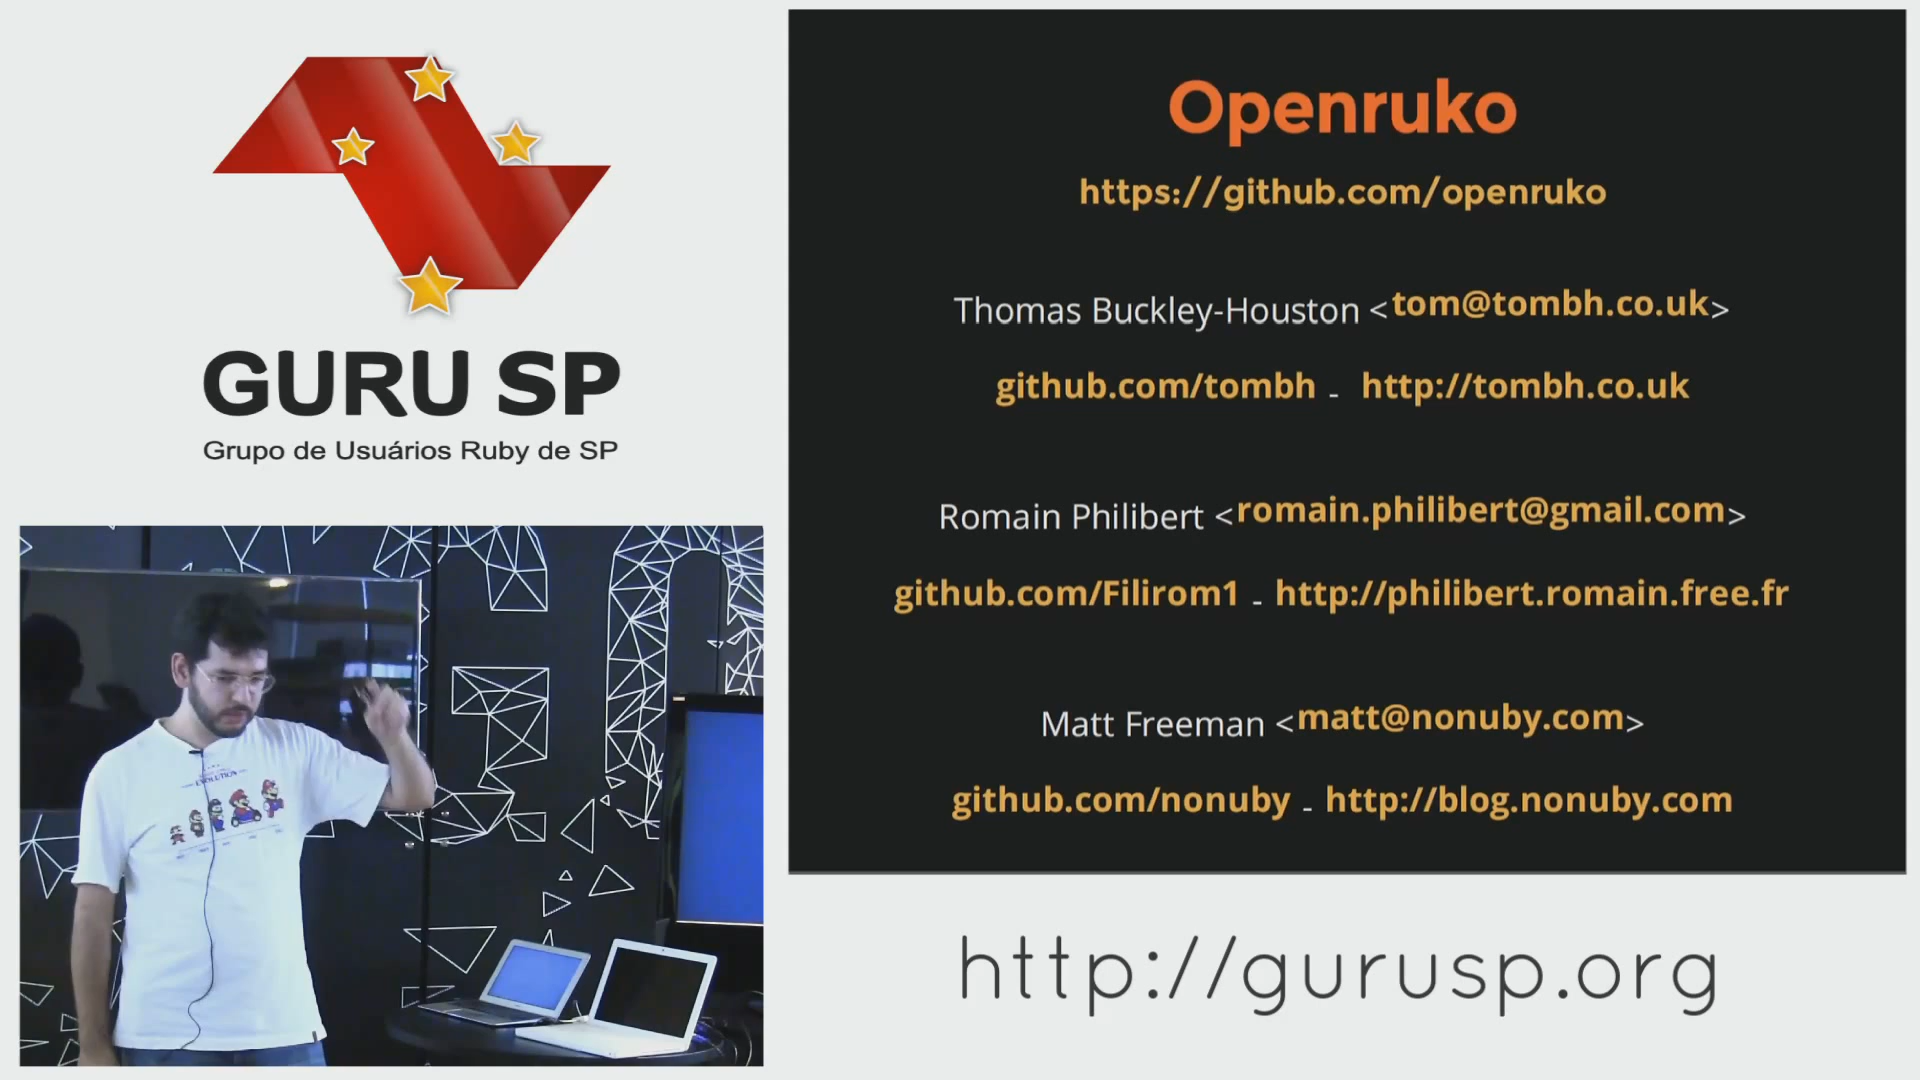 GURU SP
Grupo de Usuários Ruby de SP
EVOLUTION
Openruko
https://github.com/openruko
Thomas Buckley-Houston <tom@tombh.co.uk>
github.com/tombh - http://tombh.co.uk
Romain Philibert <romain.philibert@gmail.com>
github.com/Filirom1 - http://philibert.romain.free.fr
Matt Freeman <matt@nonuby.com>
github.com/nonuby - http://blog.nonuby.com
http://gurusp.org